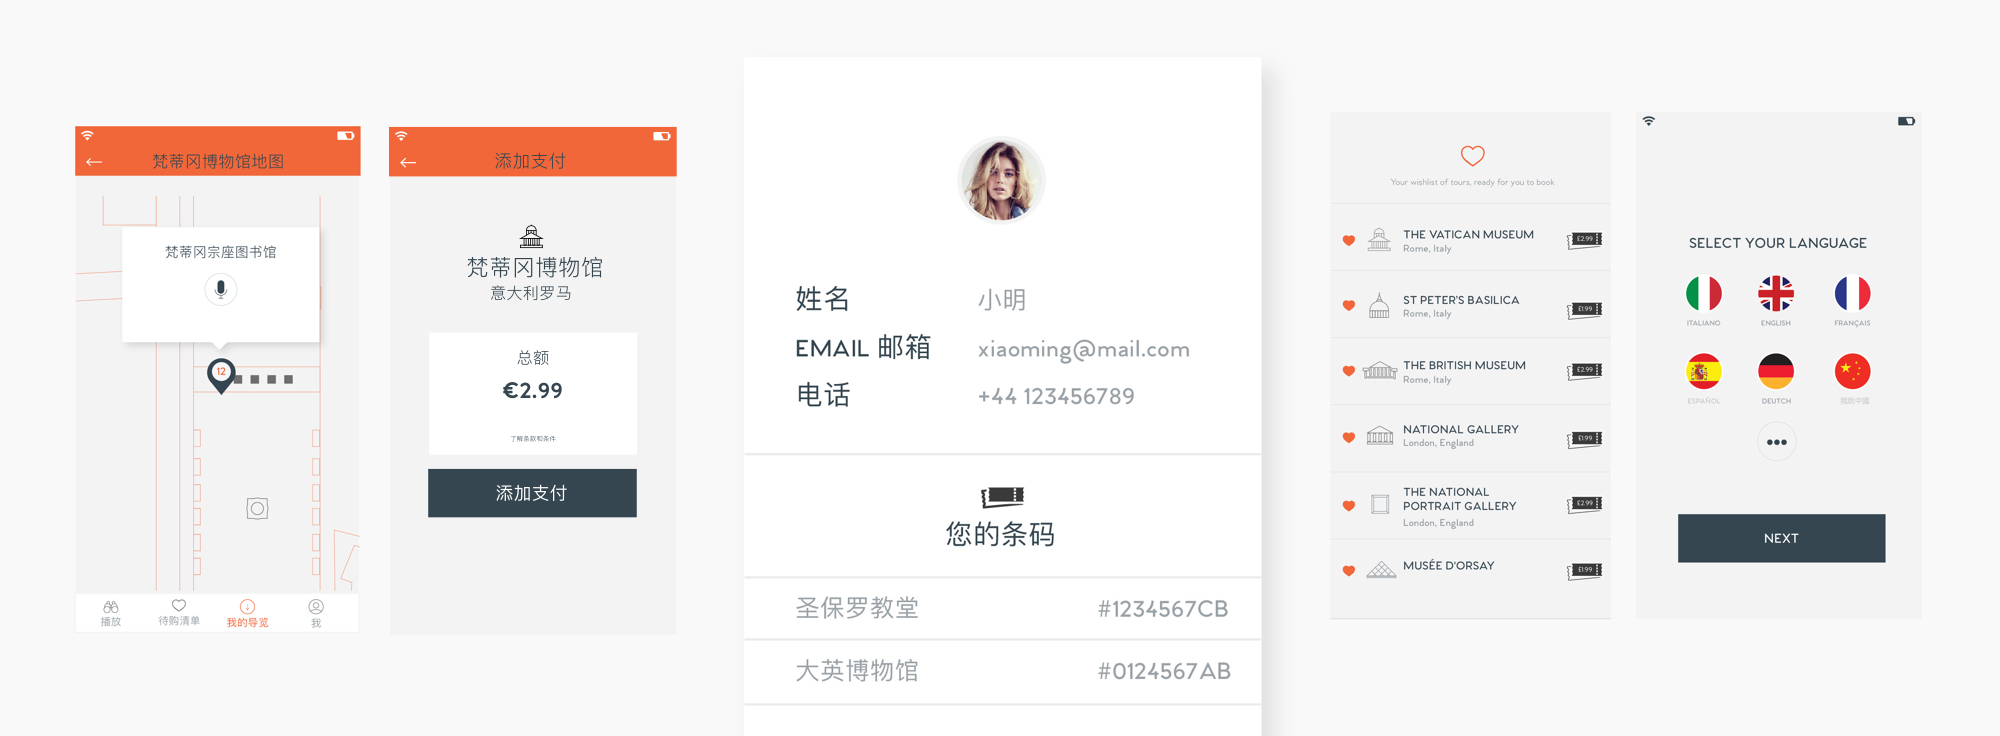 梵蒂冈博物馆地图
梵蒂冈宗座图书馆
12
播放
待购清单
我的导览
我
添加支付
梵蒂冈博物馆
意大利罗马
总额
€2.99
了解条款和条件
添加支付
姓名 小明
EMAIL 邮箱 xiaoming@mail.com
电话 +44 123456789
您的条码
圣保罗教堂 #1234567CB
大英博物馆 #0124567AB
Your wishlist of tours, ready for you to book
THE VATICAN MUSEUM
Rome, Italy
£2.99
ST PETER'S BASILICA
Rome, Italy
£1.99
THE BRITISH MUSEUM
Rome, Italy
£2.99
NATIONAL GALLERY
London, England
£1.99
THE NATIONAL
PORTRAIT GALLERY
London, England
£2.99
MUSÉE D'ORSAY
£1.99
SELECT YOUR LANGUAGE
ITALIANO ENGLISH FRANÇAIS
ESPAÑOL DEUTCH 我的中國
NEXT